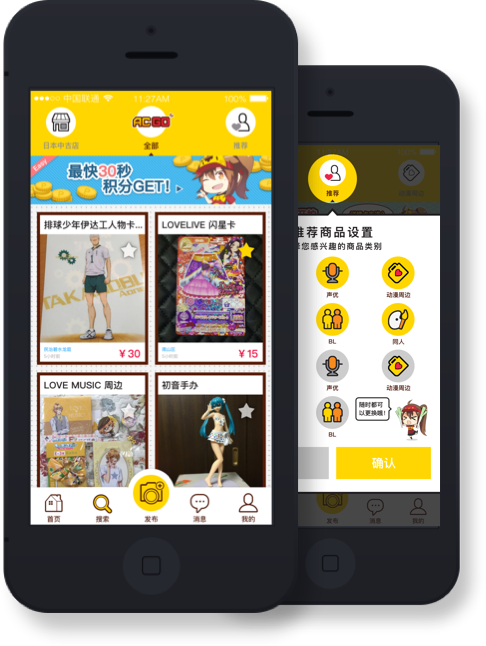 中国联通
11:27AM
100%
日本中古店
ACGO
全部
推荐
Easy
最快30秒
积分GET!
排球少年伊达工人物卡...
LOVELIVE 闪星卡
¥30
¥15
LOVE MUSIC 周边
初音手办
首页
搜索
发布
消息
我的
推荐
推荐商品设置
您感兴趣的商品类别
声优
动漫周边
BL
同人
声优
动漫周边
BL
随时都可
以更换哦!
确认
发布
消息
我的